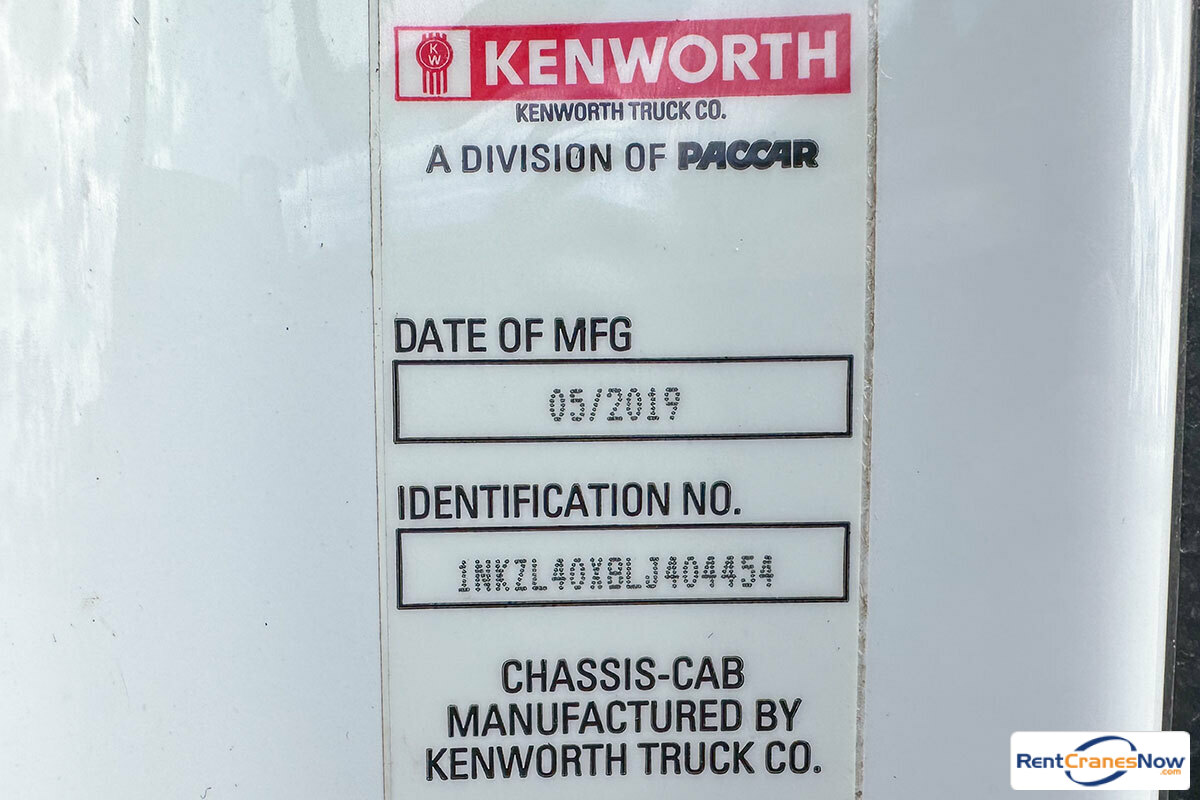 KW KENWORTH
KENWORTH TRUCK CO.
A DIVISION OF PACCAR
DATE OF MFG
05/2019
IDENTIFICATION NO.
1NKZL40X8LJ404454
CHASSIS-CAB
MANUFACTURED BY
KENWORTH TRUCK CO.
RentCranesNow.com